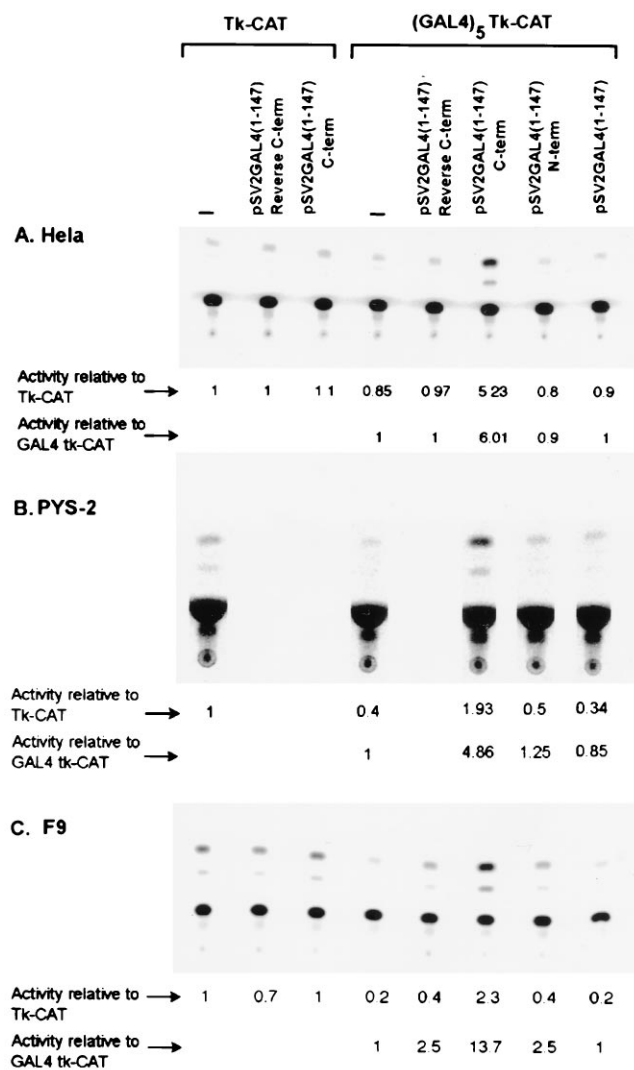 Tk-CAT
(GAL4)5 Tk-CAT
—
pSV2GAL4(1-147)
Reverse C-term
pSV2GAL4(1-147)
C-term
—
pSV2GAL4(1-147)
Reverse C-term
pSV2GAL4(1-147)
C-term
pSV2GAL4(1-147)
N-term
pSV2GAL4(1-147)
A. Hela
Activity relative to
Tk-CAT
1 1 1 1 0.85 0.97 5 23 0.8 0.9
Activity relative to
GAL4 tk-CAT
1 1 6.01 0.9 1
B. PYS-2
Activity relative to
Tk-CAT
1 0.4 1.93 0.5 0.34
Activity relative to
GAL4 tk-CAT
1 4.86 1.25 0.85
C. F9
Activity relative to
Tk-CAT
1 0.7 1 0.2 0.4 2.3 0.4 0.2
Activity relative to
GAL4 tk-CAT
1 2.5 13.7 2.5 1